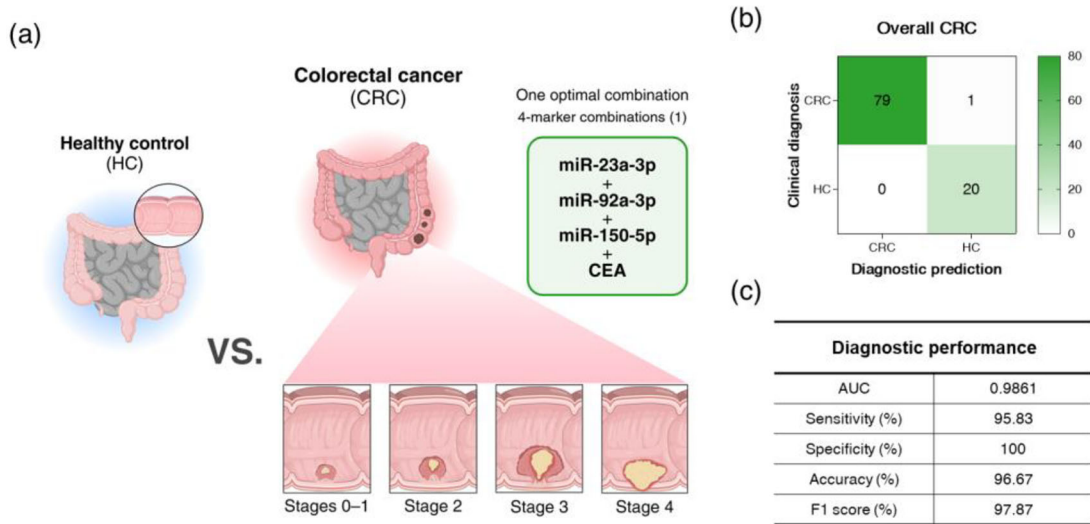 (a)
Healthy control
(HC)
VS.
Colorectal cancer
(CRC)
One optimal combination
4-marker combinations (1)
miR-23a-3p
+
miR-92a-3p
+
miR-150-5p
+
CEA
Stages 0–1
Stage 2
Stage 3
Stage 4
(b)
Overall CRC
Clinical diagnosis
CRC
79
1
HC
0
20
CRC
HC
Diagnostic prediction
80
60
40
20
0
(c)
Diagnostic performance
AUC 0.9861
Sensitivity (%) 95.83
Specificity (%) 100
Accuracy (%) 96.67
F1 score (%) 97.87